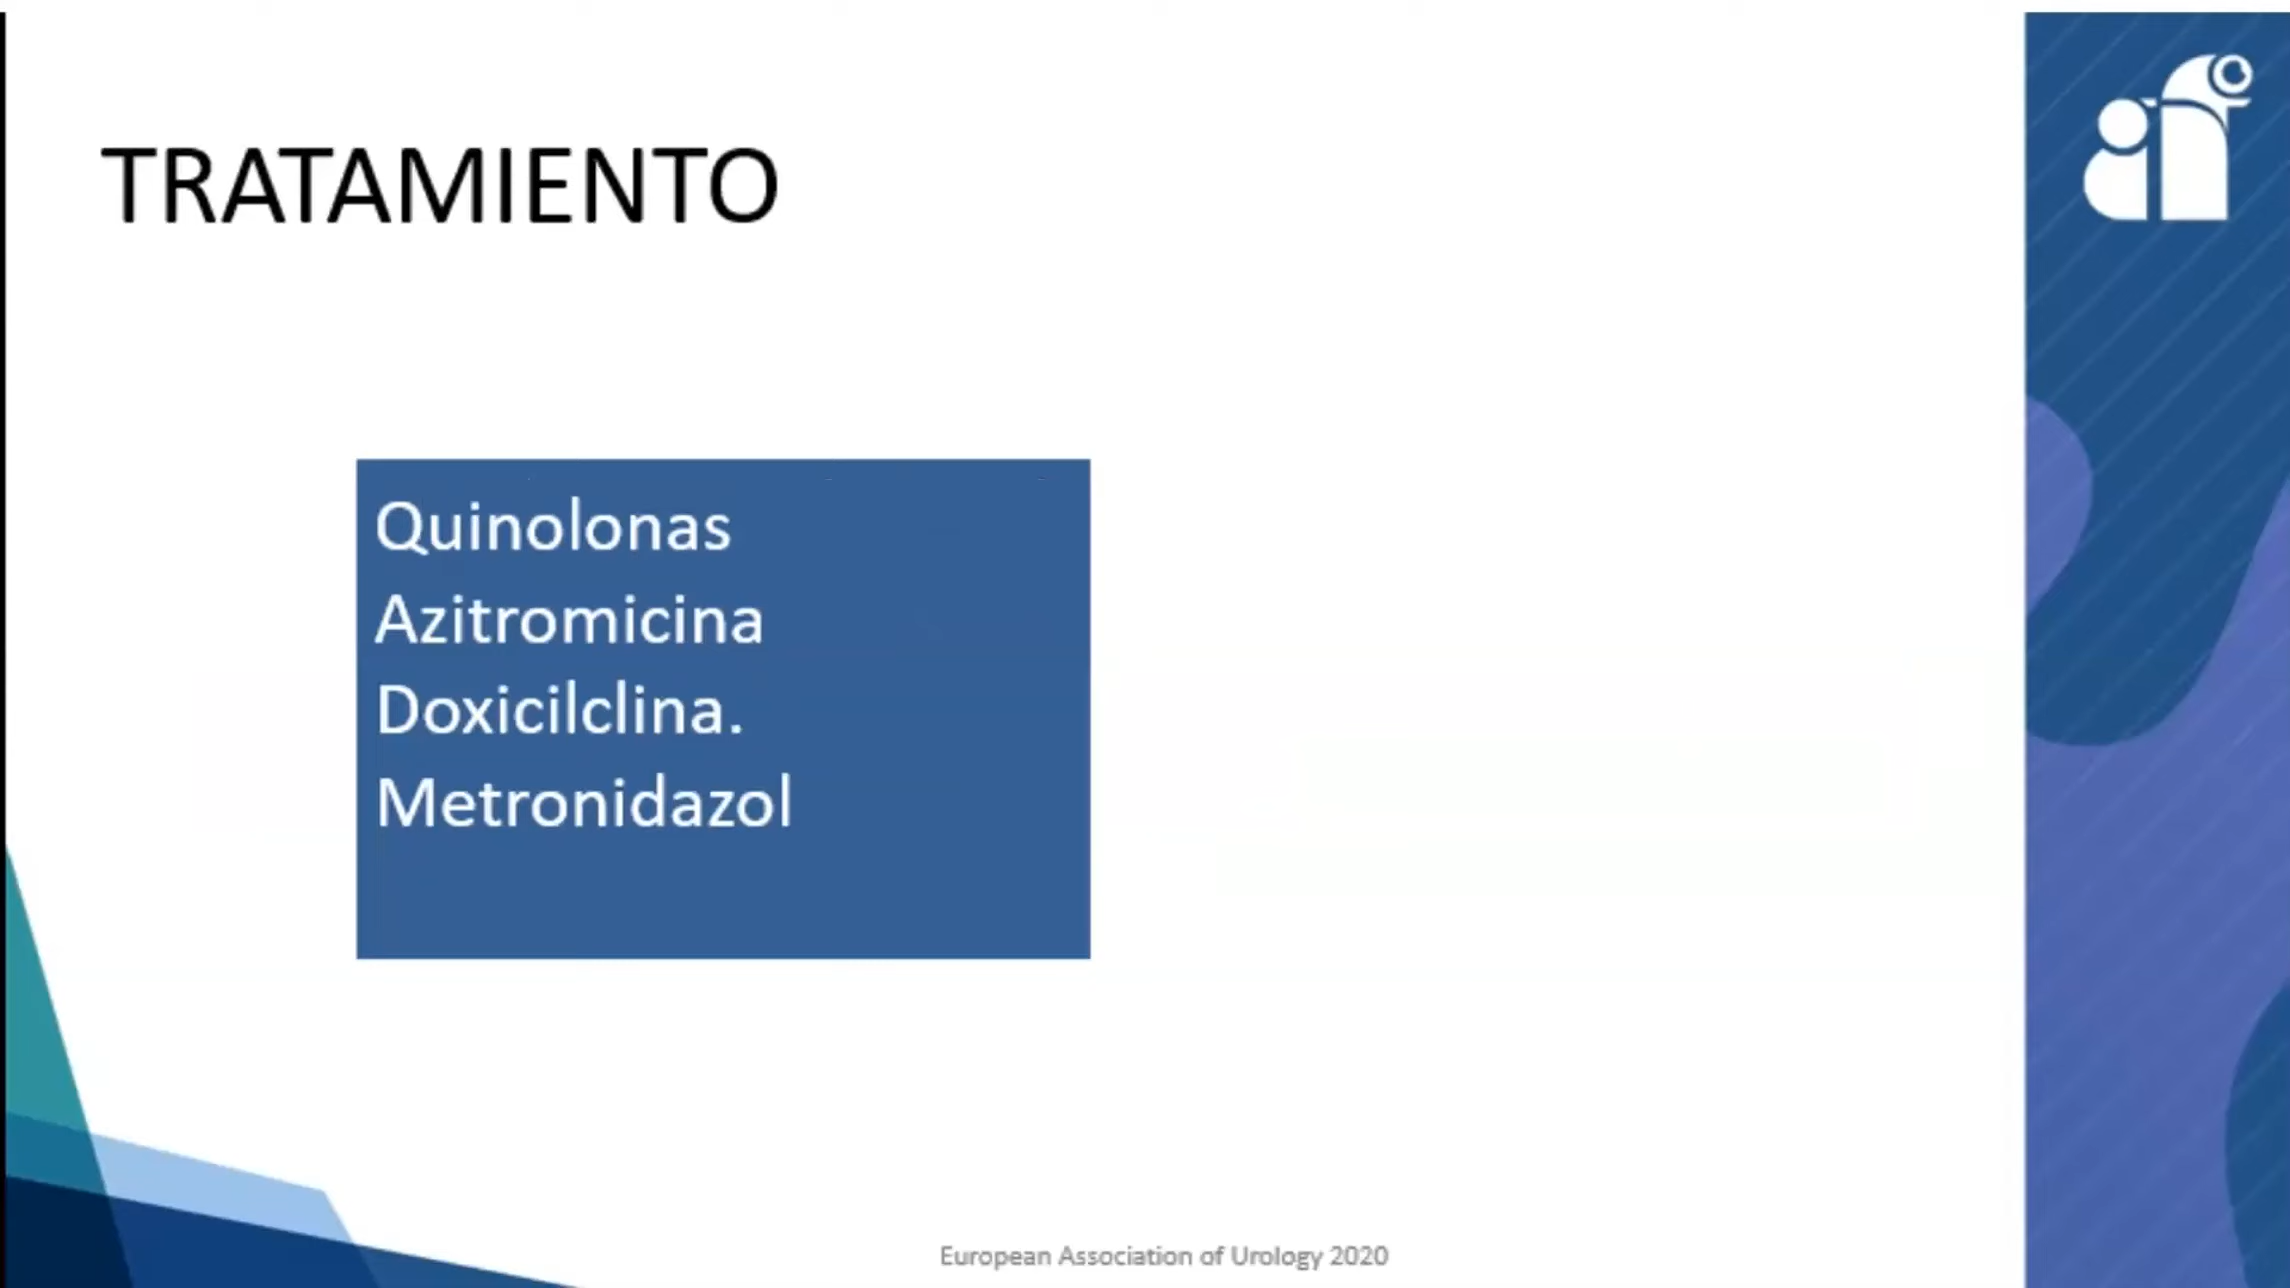 TRATAMIENTO
Quinolonas
Azitromicina
Doxicilclina.
Metronidazol
European Association of Urology 2020